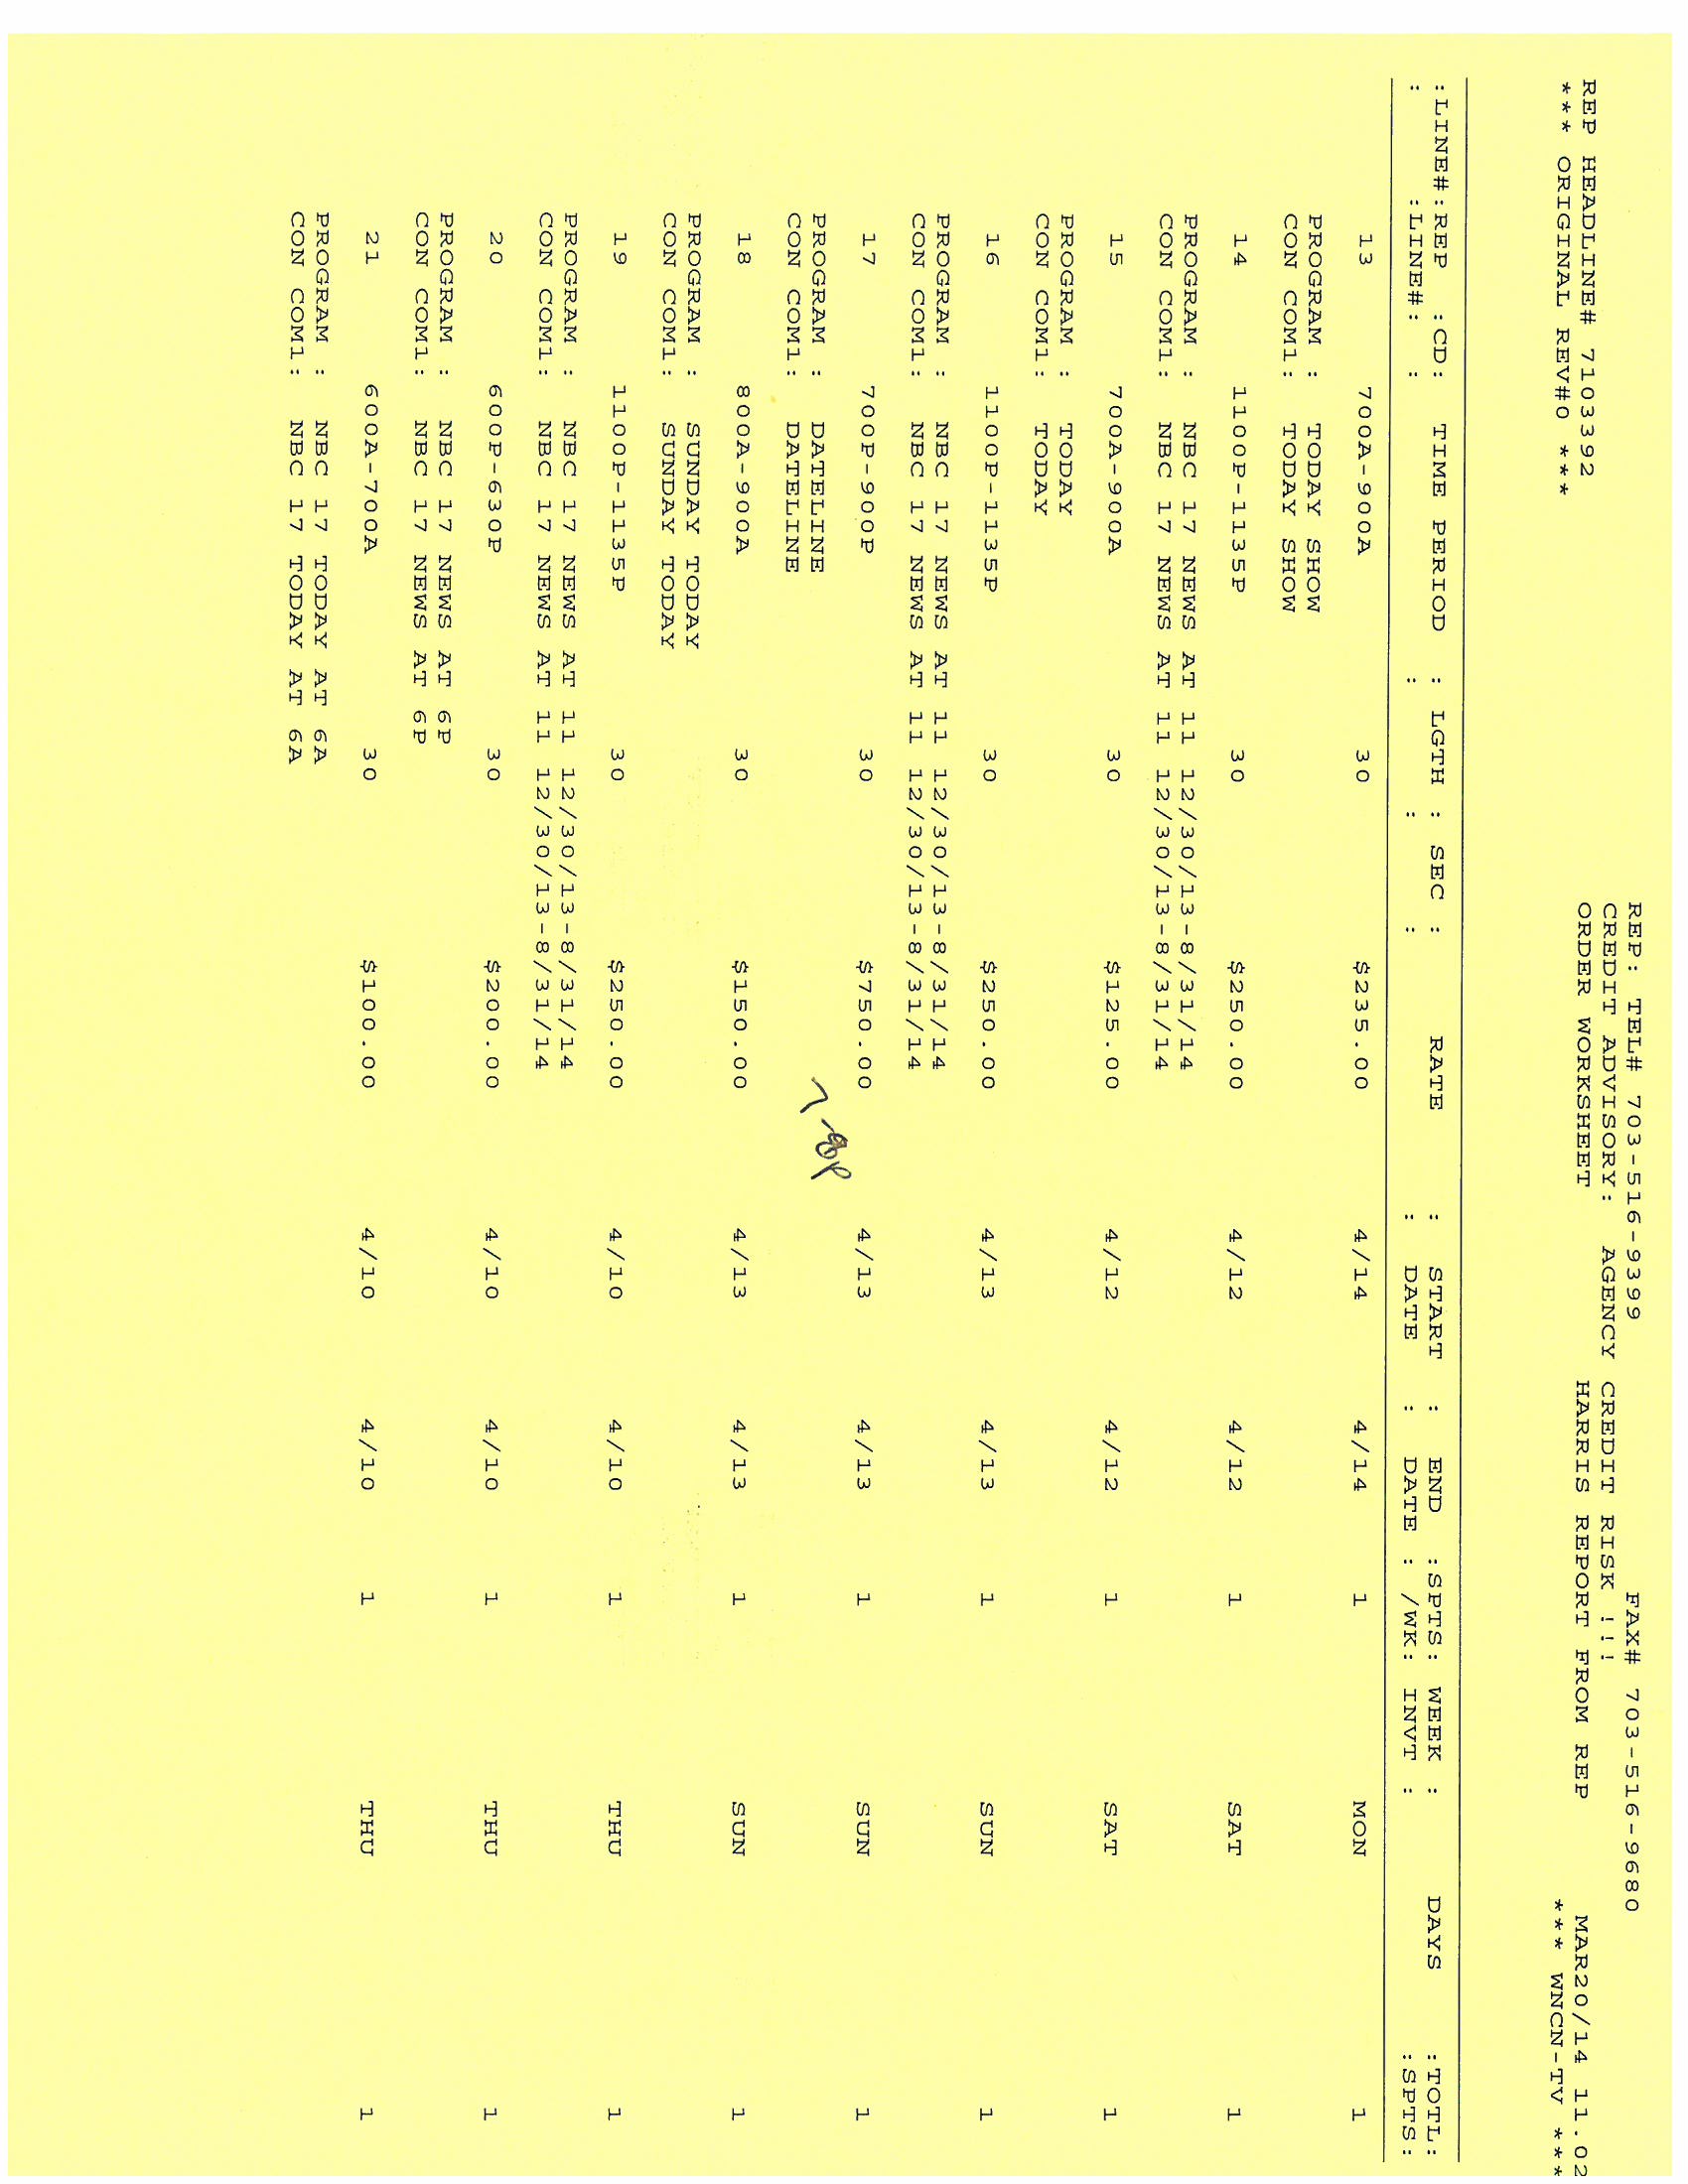 REP: TEL# 703-516-9399 FAX# 703-516-9680
CREDIT ADVISORY: AGENCY CREDIT RISK !!!
REP HEADLINE# 7103392 ORDER WORKSHEET HARRIS REPORT FROM REP MAR20/14 11.02
*** ORIGINAL REV#0 *** *** WNCN-TV ***
:LINE#:REP :CD: TIME PERIOD : LGTH : SEC : RATE : START : END :SPTS: WEEK : DAYS :TOTL:
: :LINE#: : : : : DATE : DATE : /WK: INVT : :SPTS:
13 700A-900A 30 $235.00 4/14 4/14 1 MON 1
PROGRAM : TODAY SHOW
CON COM1: TODAY SHOW
14 1100P-1135P 30 $250.00 4/12 4/12 1 SAT 1
PROGRAM : NBC 17 NEWS AT 11 12/30/13-8/31/14
CON COM1: NBC 17 NEWS AT 11 12/30/13-8/31/14
15 700A-900A 30 $125.00 4/12 4/12 1 SAT 1
PROGRAM : TODAY
CON COM1: TODAY
16 1100P-1135P 30 $250.00 4/13 4/13 1 SUN 1
PROGRAM : NBC 17 NEWS AT 11 12/30/13-8/31/14
CON COM1: NBC 17 NEWS AT 11 12/30/13-8/31/14
17 700P-900P 30 $750.00 4/13 4/13 1 SUN 1
PROGRAM : DATELINE 7-8p
CON COM1: DATELINE
18 800A-900A 30 $150.00 4/13 4/13 1 SUN 1
PROGRAM : SUNDAY TODAY
CON COM1: SUNDAY TODAY
19 1100P-1135P 30 $250.00 4/10 4/10 1 THU 1
PROGRAM : NBC 17 NEWS AT 11 12/30/13-8/31/14
CON COM1: NBC 17 NEWS AT 11 12/30/13-8/31/14
20 600P-630P 30 $200.00 4/10 4/10 1 THU 1
PROGRAM : NBC 17 NEWS AT 6P
CON COM1: NBC 17 NEWS AT 6P
21 600A-700A 30 $100.00 4/10 4/10 1 THU 1
PROGRAM : NBC 17 TODAY AT 6A
CON COM1: NBC 17 TODAY AT 6A